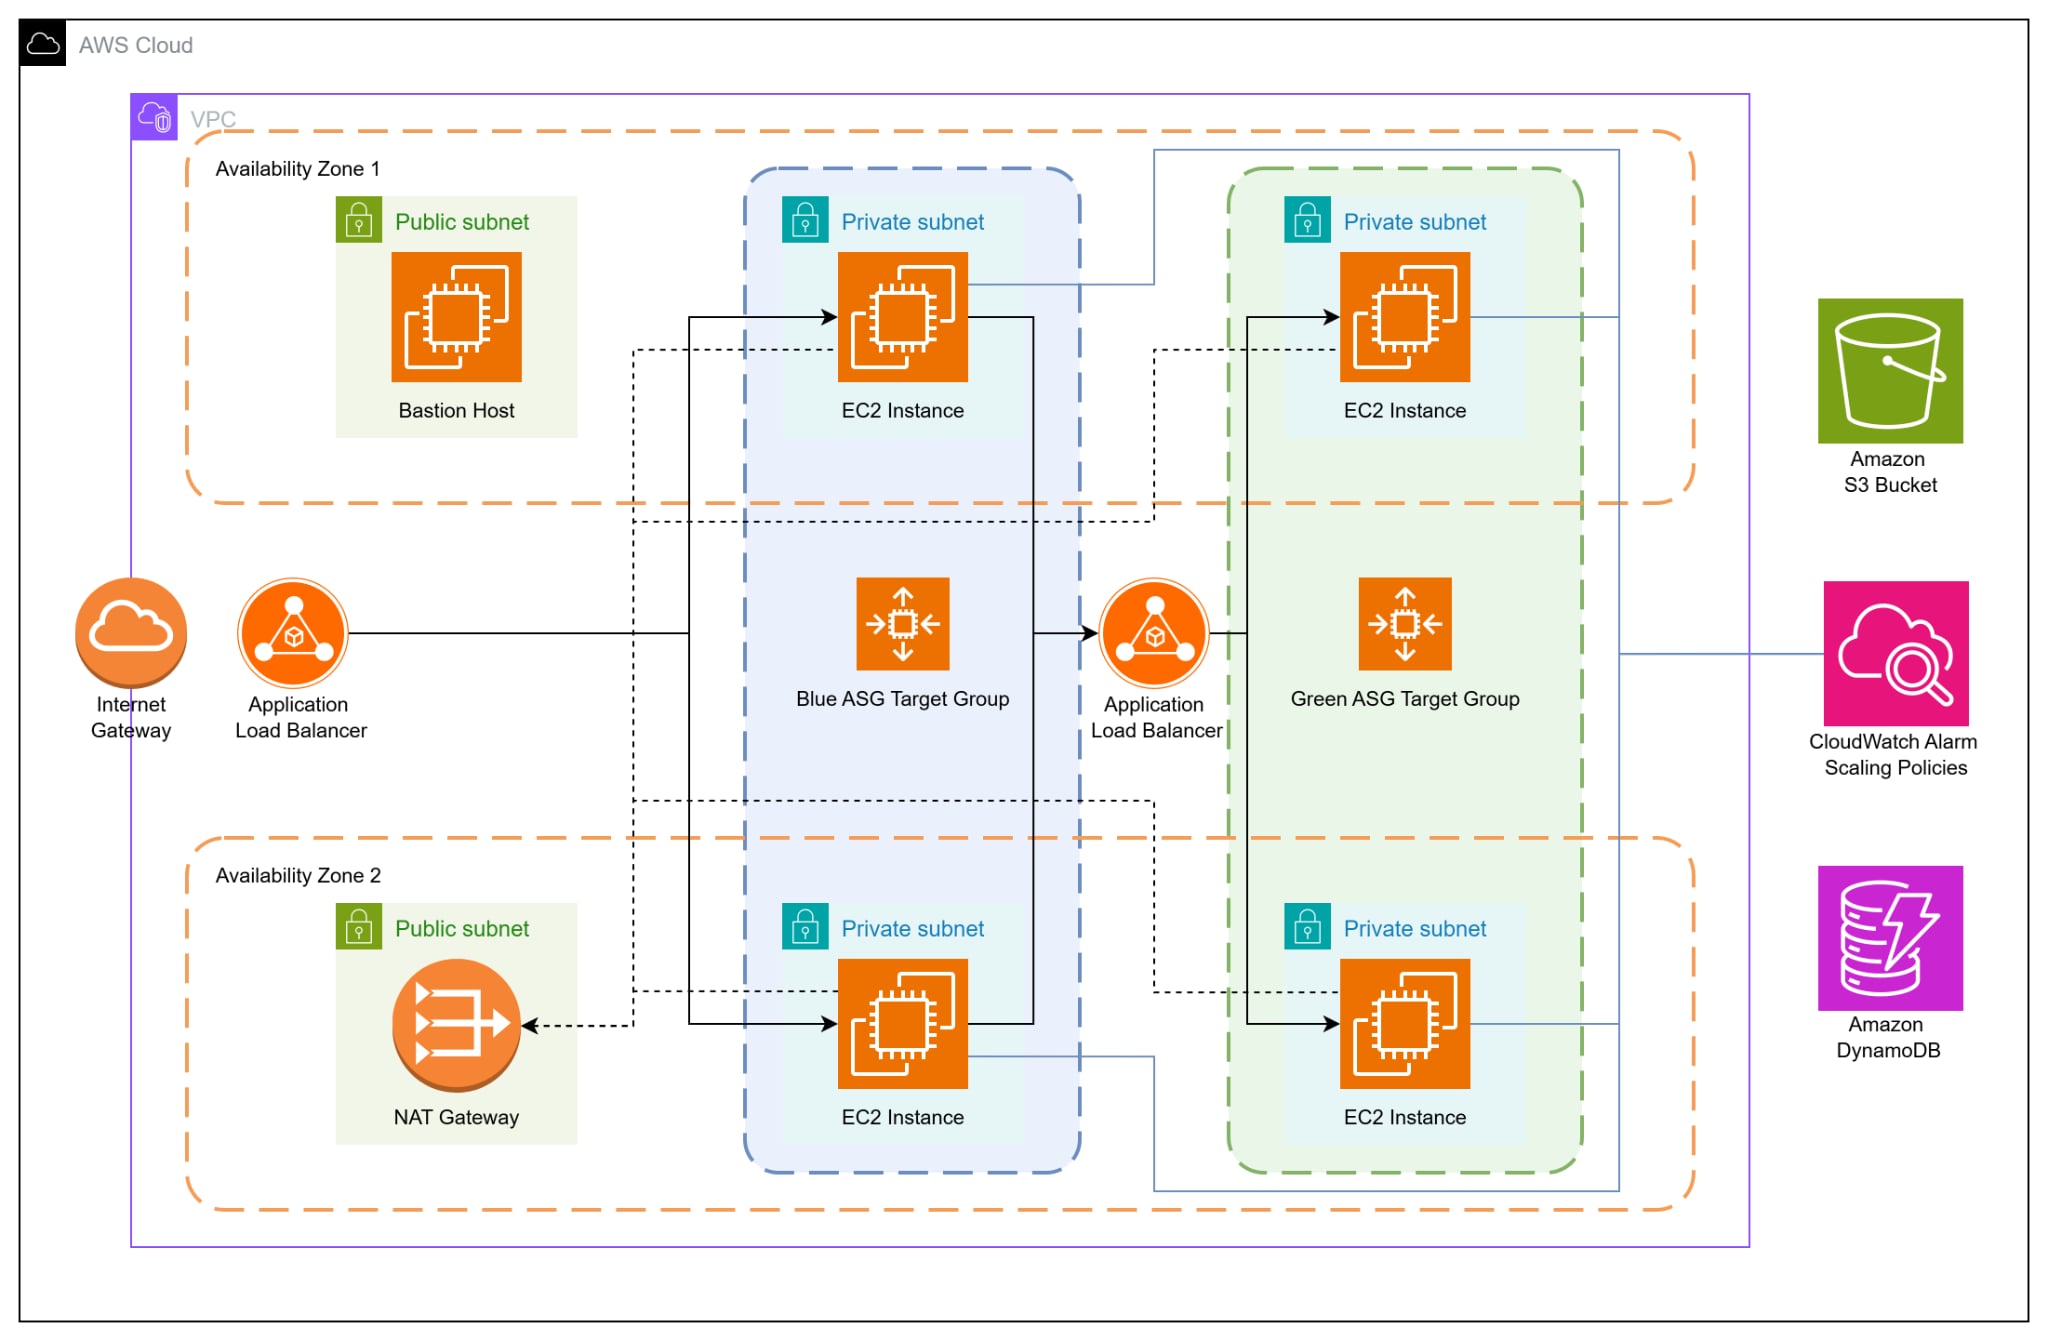 AWS Cloud
VPC
Availability Zone 1
Public subnet
Private subnet
Private subnet
Bastion Host
EC2 Instance
EC2 Instance
Amazon
S3 Bucket
Internet
Gateway
Application
Load Balancer
Blue ASG Target Group
Application
Load Balancer
Green ASG Target Group
CloudWatch Alarm
Scaling Policies
Availability Zone 2
Public subnet
Private subnet
Private subnet
NAT Gateway
EC2 Instance
EC2 Instance
Amazon
DynamoDB